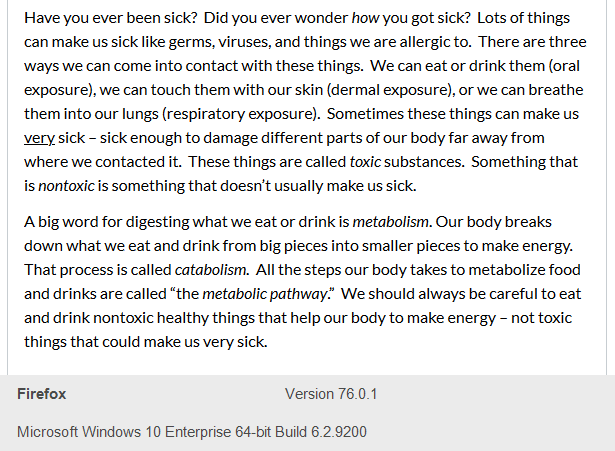 Have you ever been sick?  Did you ever wonder how you got sick?  Lots of things
can make us sick like germs, viruses, and things we are allergic to.  There are three
ways we can come into contact with these things.  We can eat or drink them (oral
exposure), we can touch them with our skin (dermal exposure), or we can breathe
them into our lungs (respiratory exposure).  Sometimes these things can make us
very sick – sick enough to damage different parts of our body far away from
where we contacted it.  These things are called toxic substances.  Something that
is nontoxic is something that doesn’t usually make us sick.
A big word for digesting what we eat or drink is metabolism. Our body breaks
down what we eat and drink from big pieces into smaller pieces to make energy.
That process is called catabolism.  All the steps our body takes to metabolize food
and drinks are called “the metabolic pathway.”  We should always be careful to eat
and drink nontoxic healthy things that help our body to make energy – not toxic
things that could make us very sick.
Firefox Version 76.0.1
Microsoft Windows 10 Enterprise 64-bit Build 6.2.9200